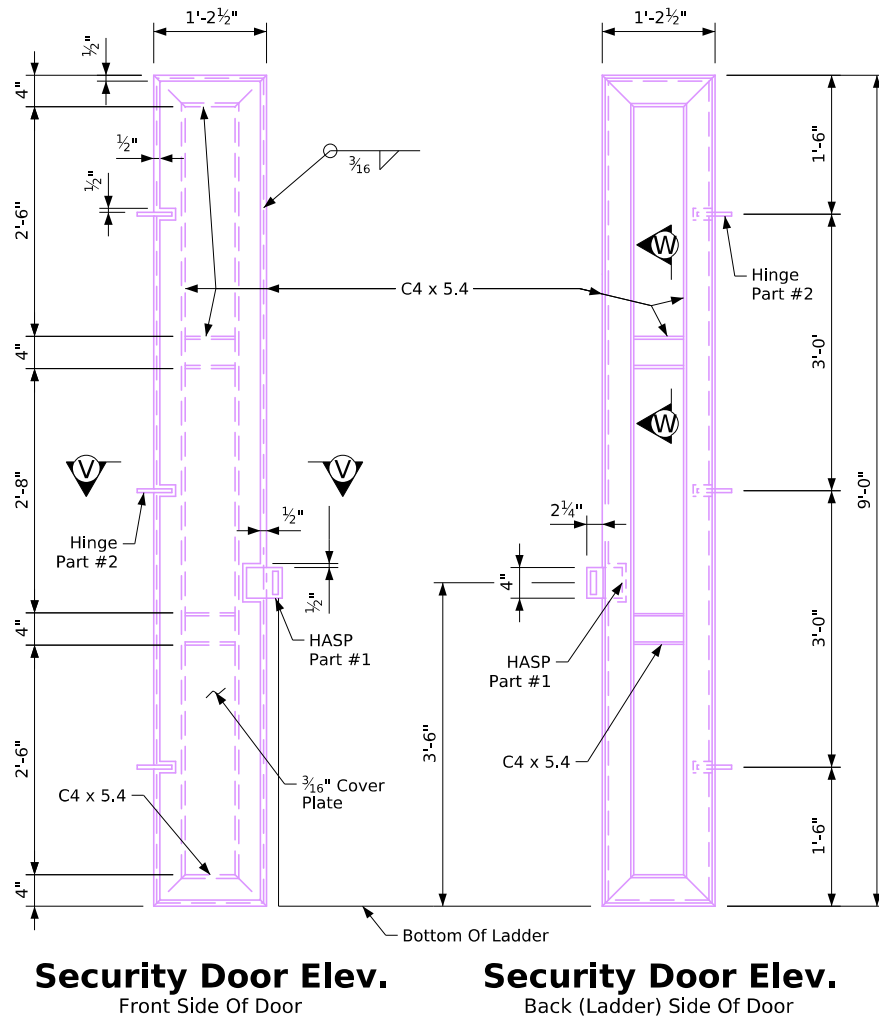 1'-2½"
1'-2½"
½"
4"
½"
½"
2'-6"
3⁄16
1'-6"
W
Hinge
Part #2
C4 x 5.4
4"
3'-0'
W
V
V
2'-8"
9'-0"
2¼"
½"
Hinge
Part #2
4"
½"
HASP
Part #1
HASP
Part #1
4"
3'-0"
3'-6"
2'-6"
C4 x 5.4
3⁄16" Cover
Plate
C4 x 5.4
1'-6"
4"
Bottom Of Ladder
Security Door Elev.
Front Side Of Door
Security Door Elev.
Back (Ladder) Side Of Door